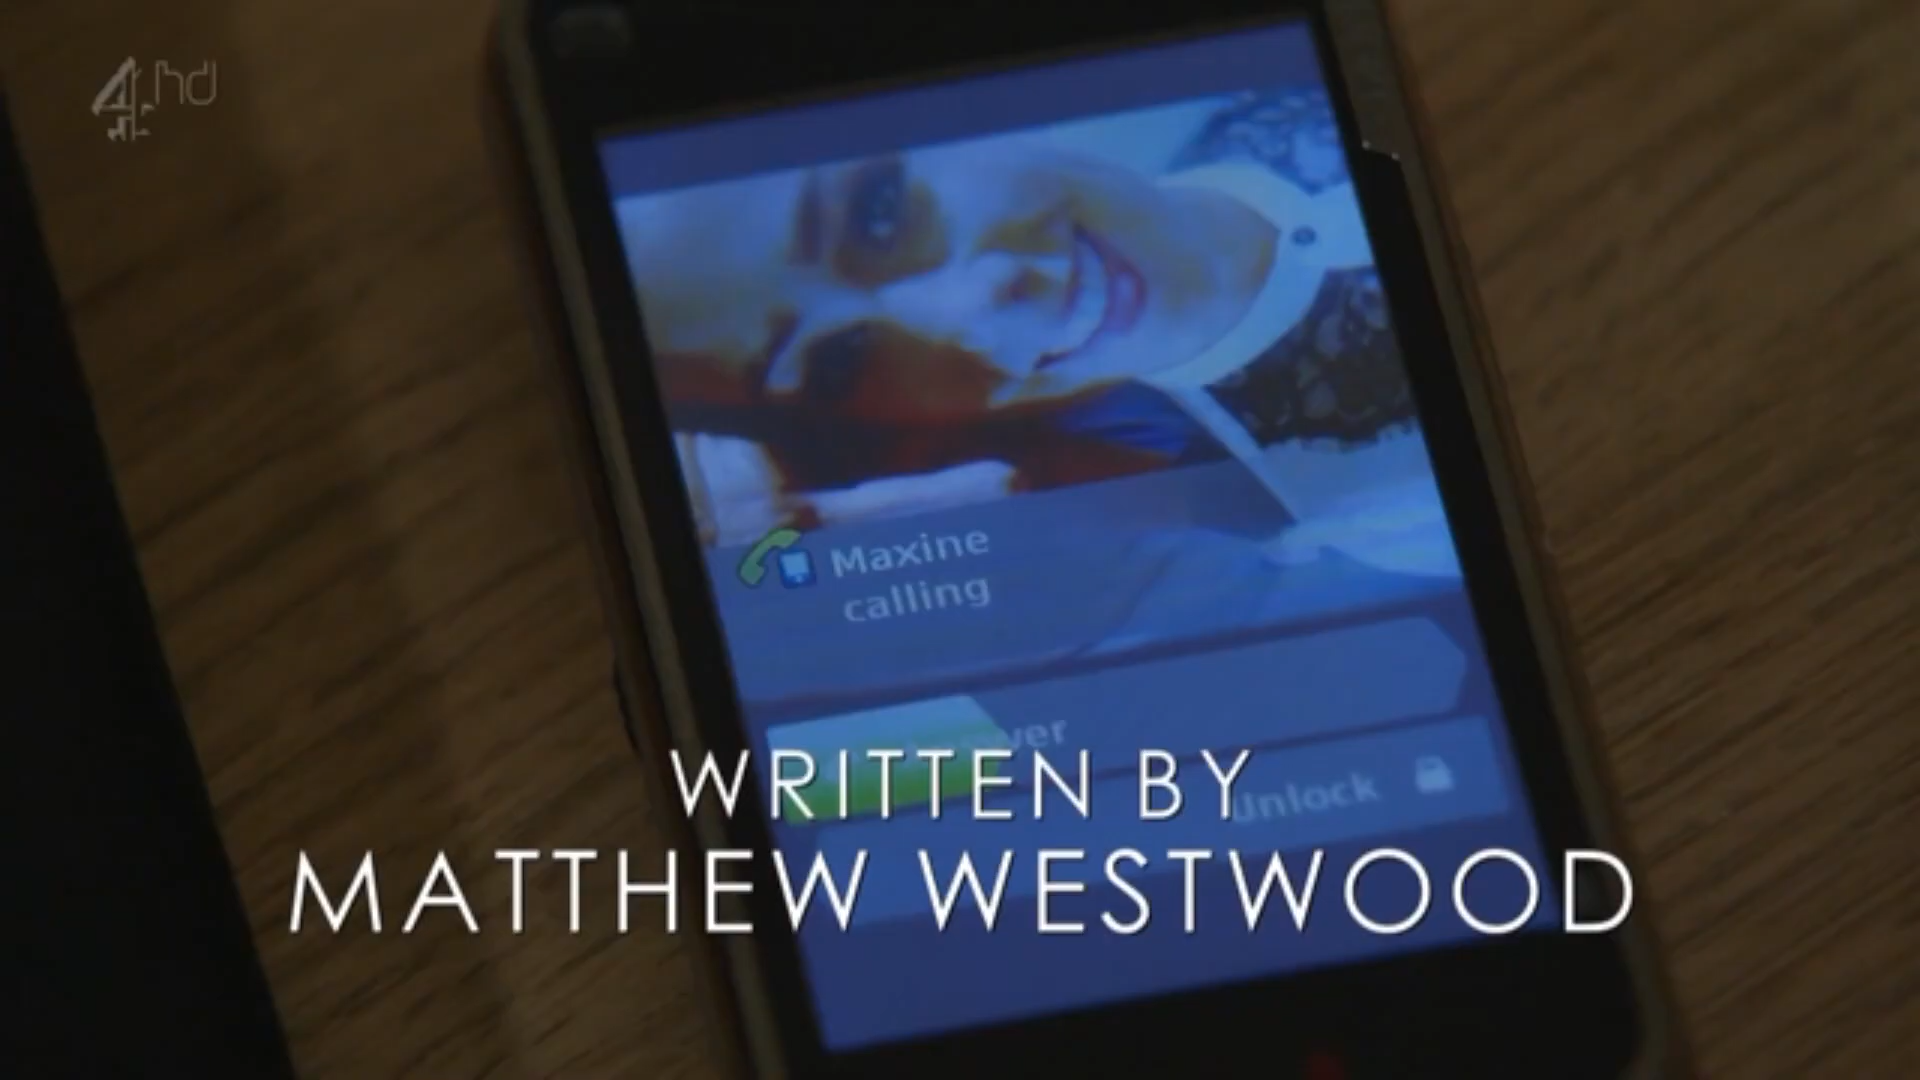 4hd
Maxine
calling
Unlock
WRITTEN BY
MATTHEW WESTWOOD